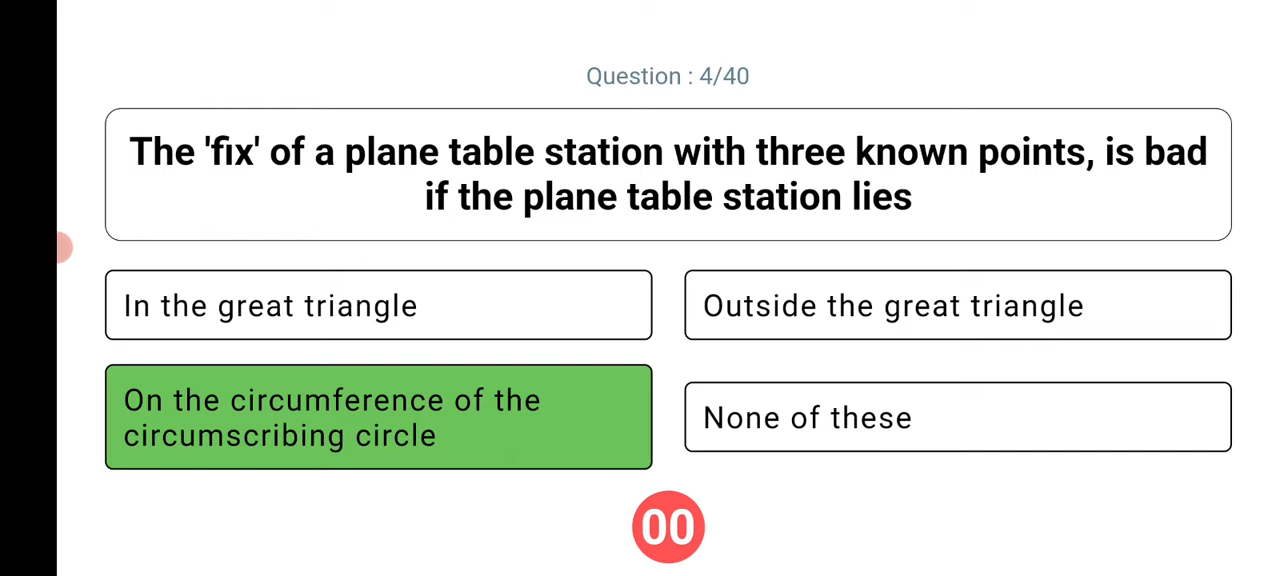 Question : 4/40
The 'fix' of a plane table station with three known points, is bad
if the plane table station lies
In the great triangle
Outside the great triangle
On the circumference of the
circumscribing circle
None of these
00